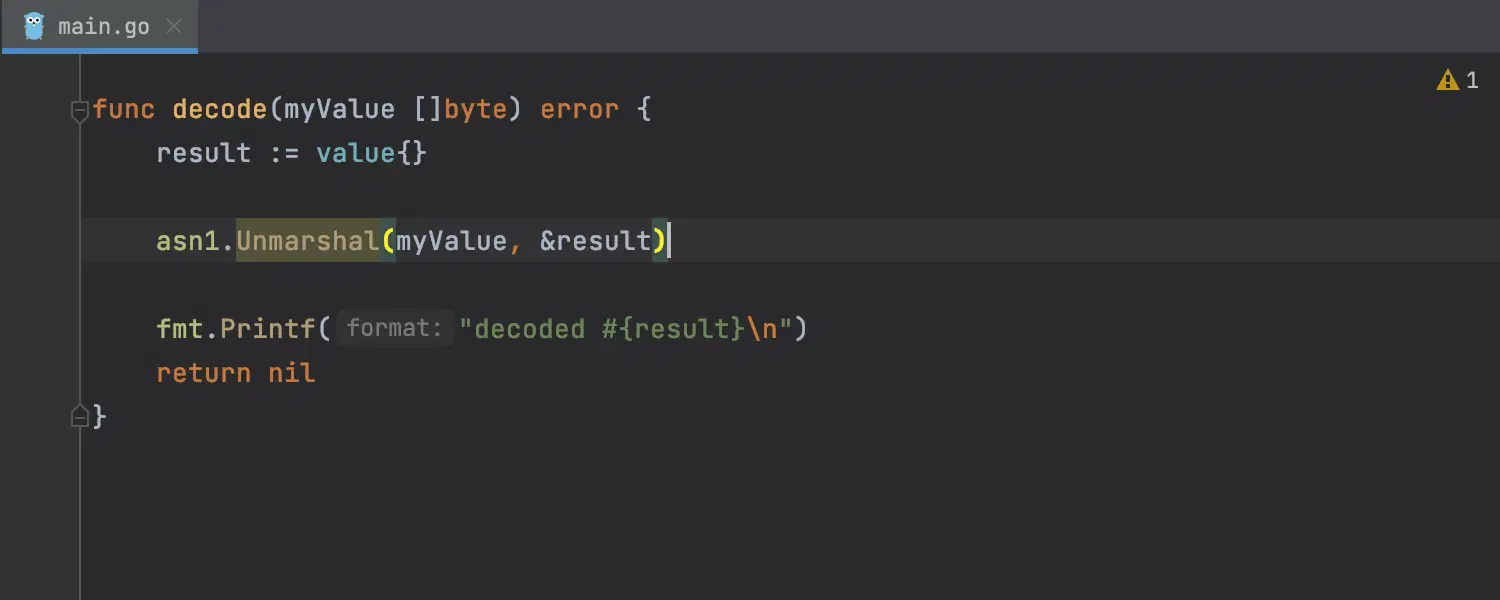 main.go
1
func decode(myValue []byte) error {
result := value{}
asn1.Unmarshal(myValue, &result)
fmt.Printf( format: "decoded #{result}\n")
return nil
}